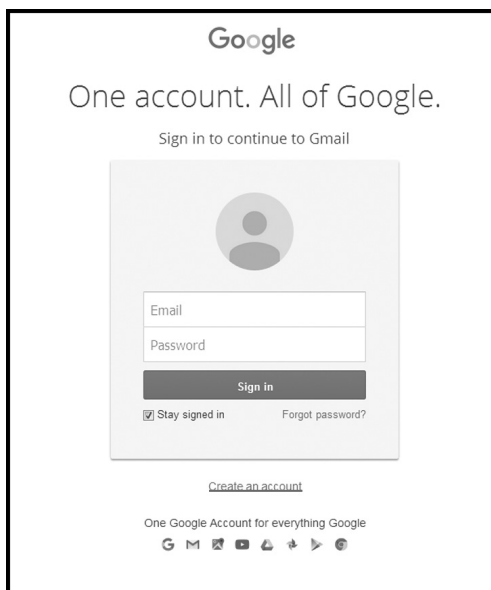 Google
One account. All of Google.
Sign in to continue to Gmail
Email
Password
Sign in
Stay signed in Forgot password?
Create an account
One Google Account for everything Google